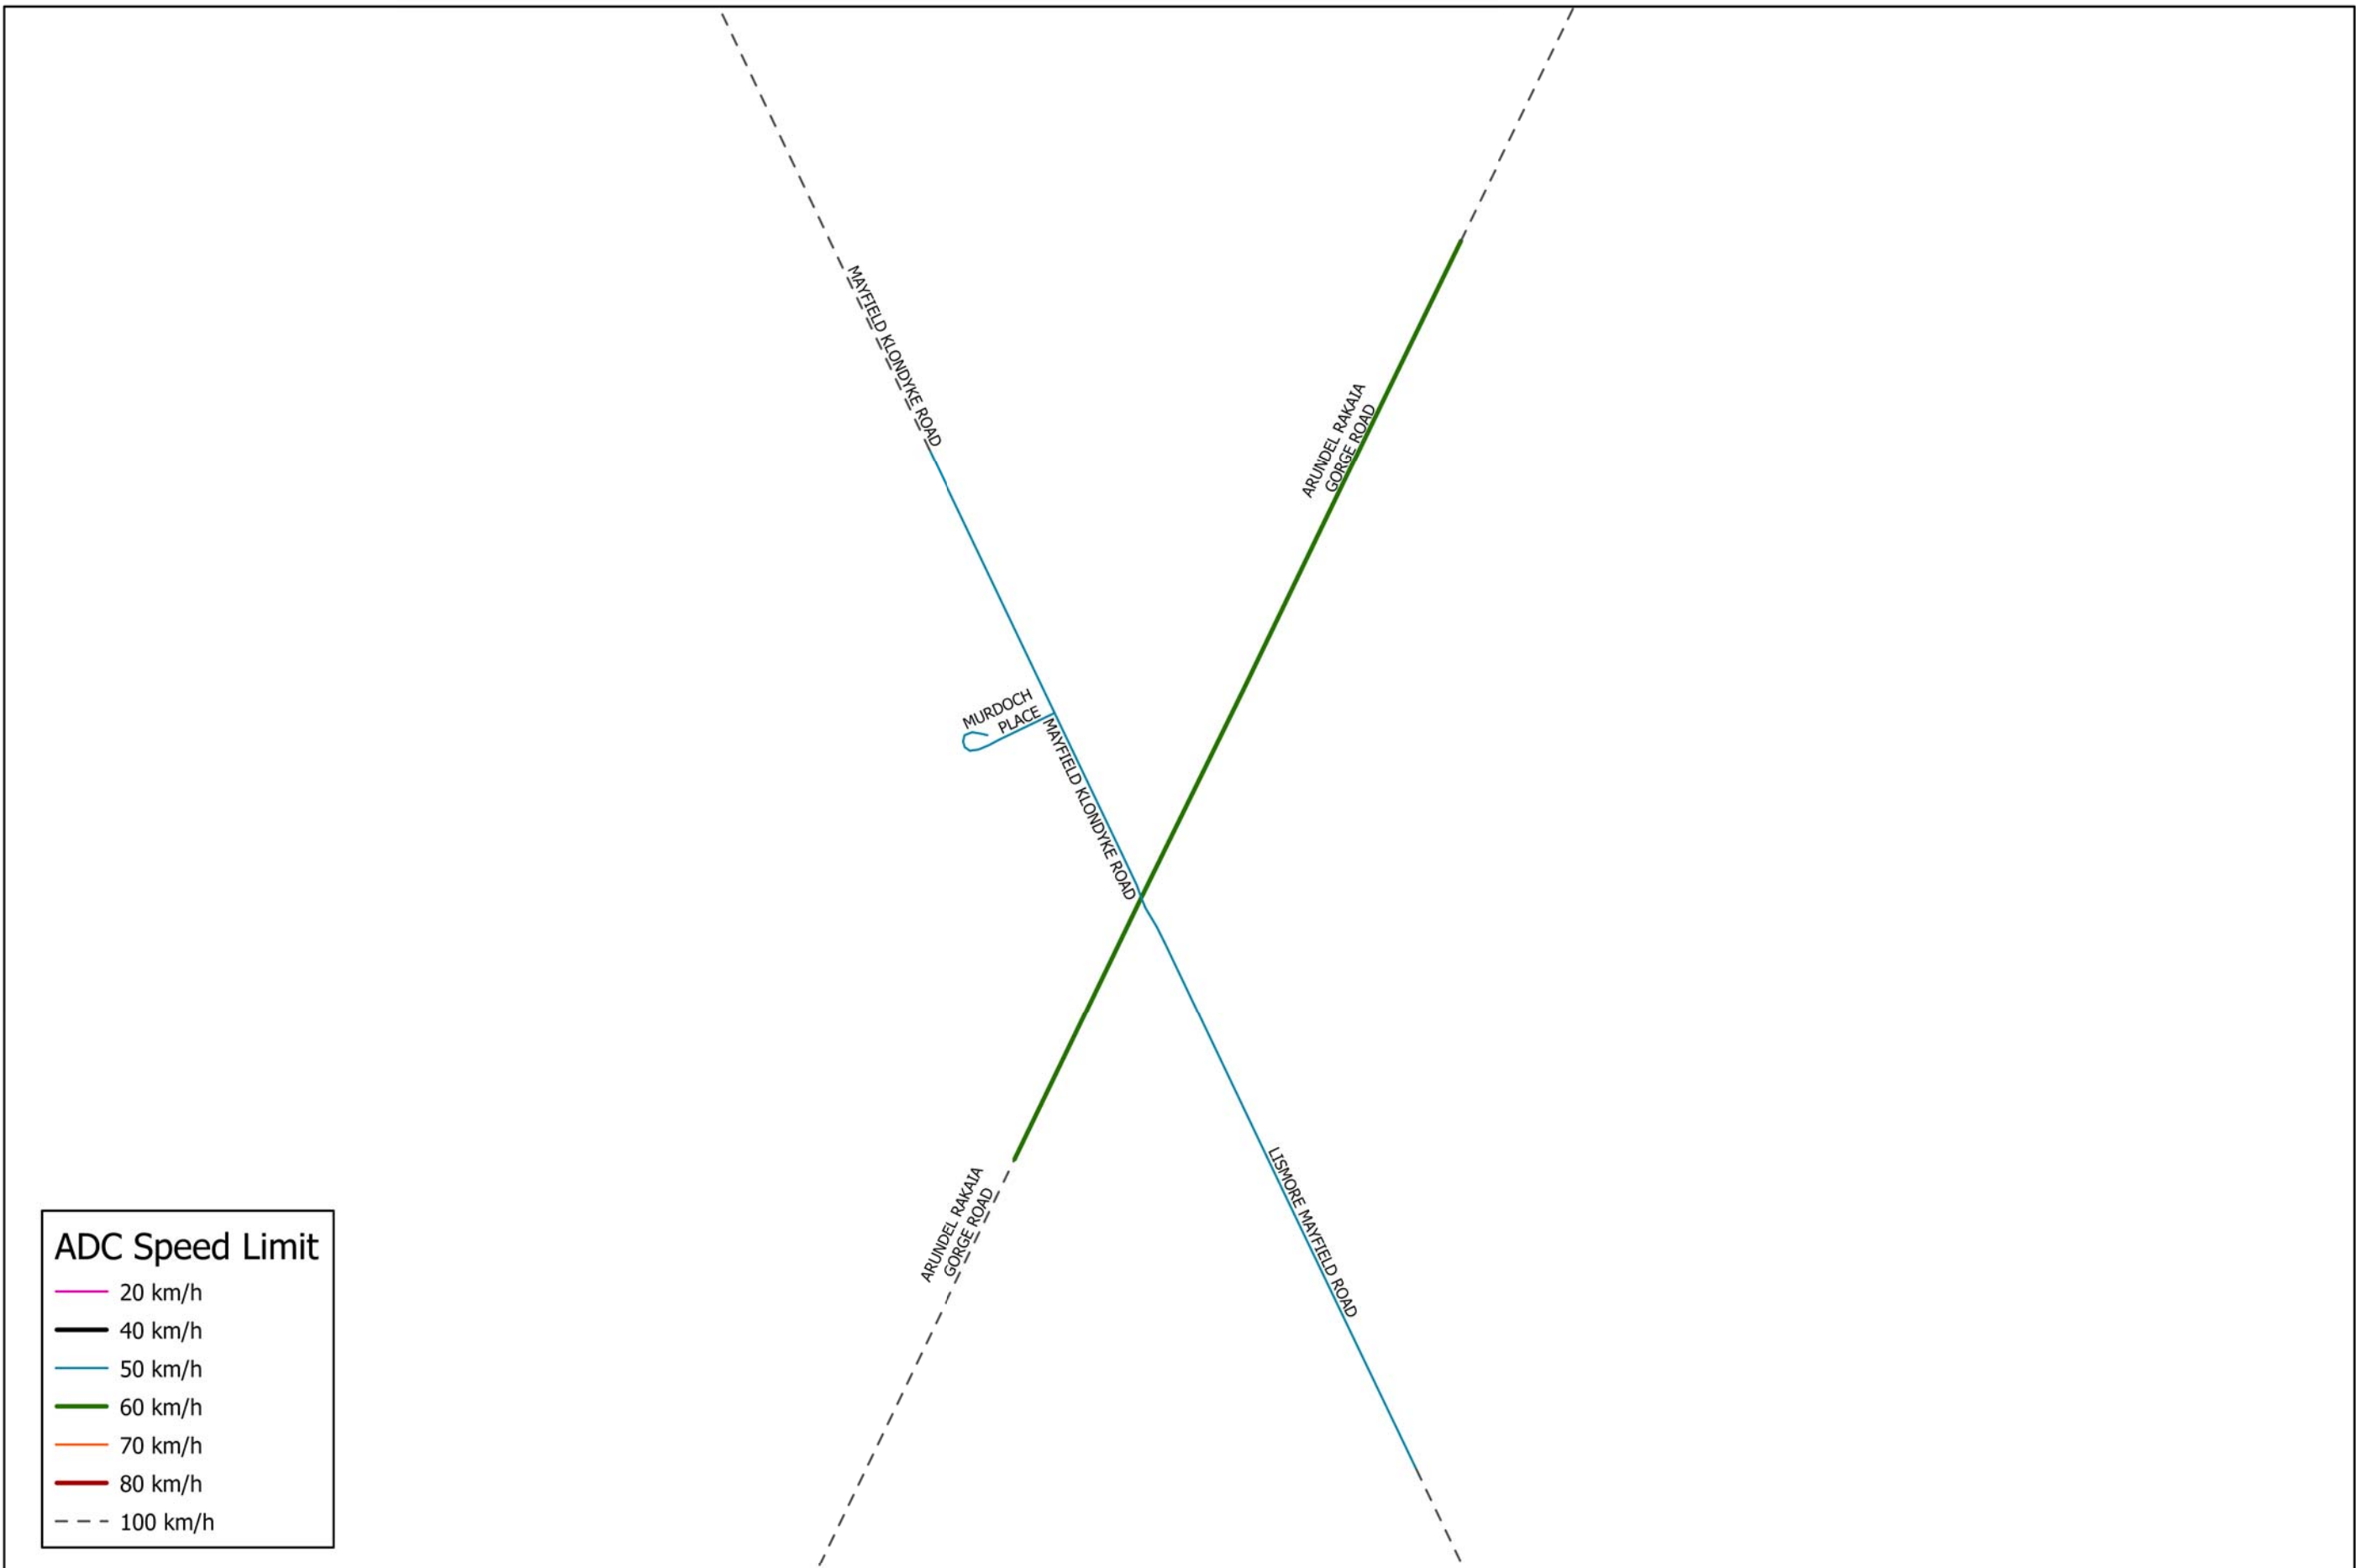 MAYFIELD KLONDYKE ROAD
ARUNDEL RAKAIA
GORGE ROAD
MURDOCH
PLACE
MAYFIELD KLONDYKE ROAD
ARUNDEL RAKAIA
GORGE ROAD
LISMORE MAYFIELD ROAD
ADC Speed Limit
20 km/h
40 km/h
50 km/h
60 km/h
70 km/h
80 km/h
100 km/h